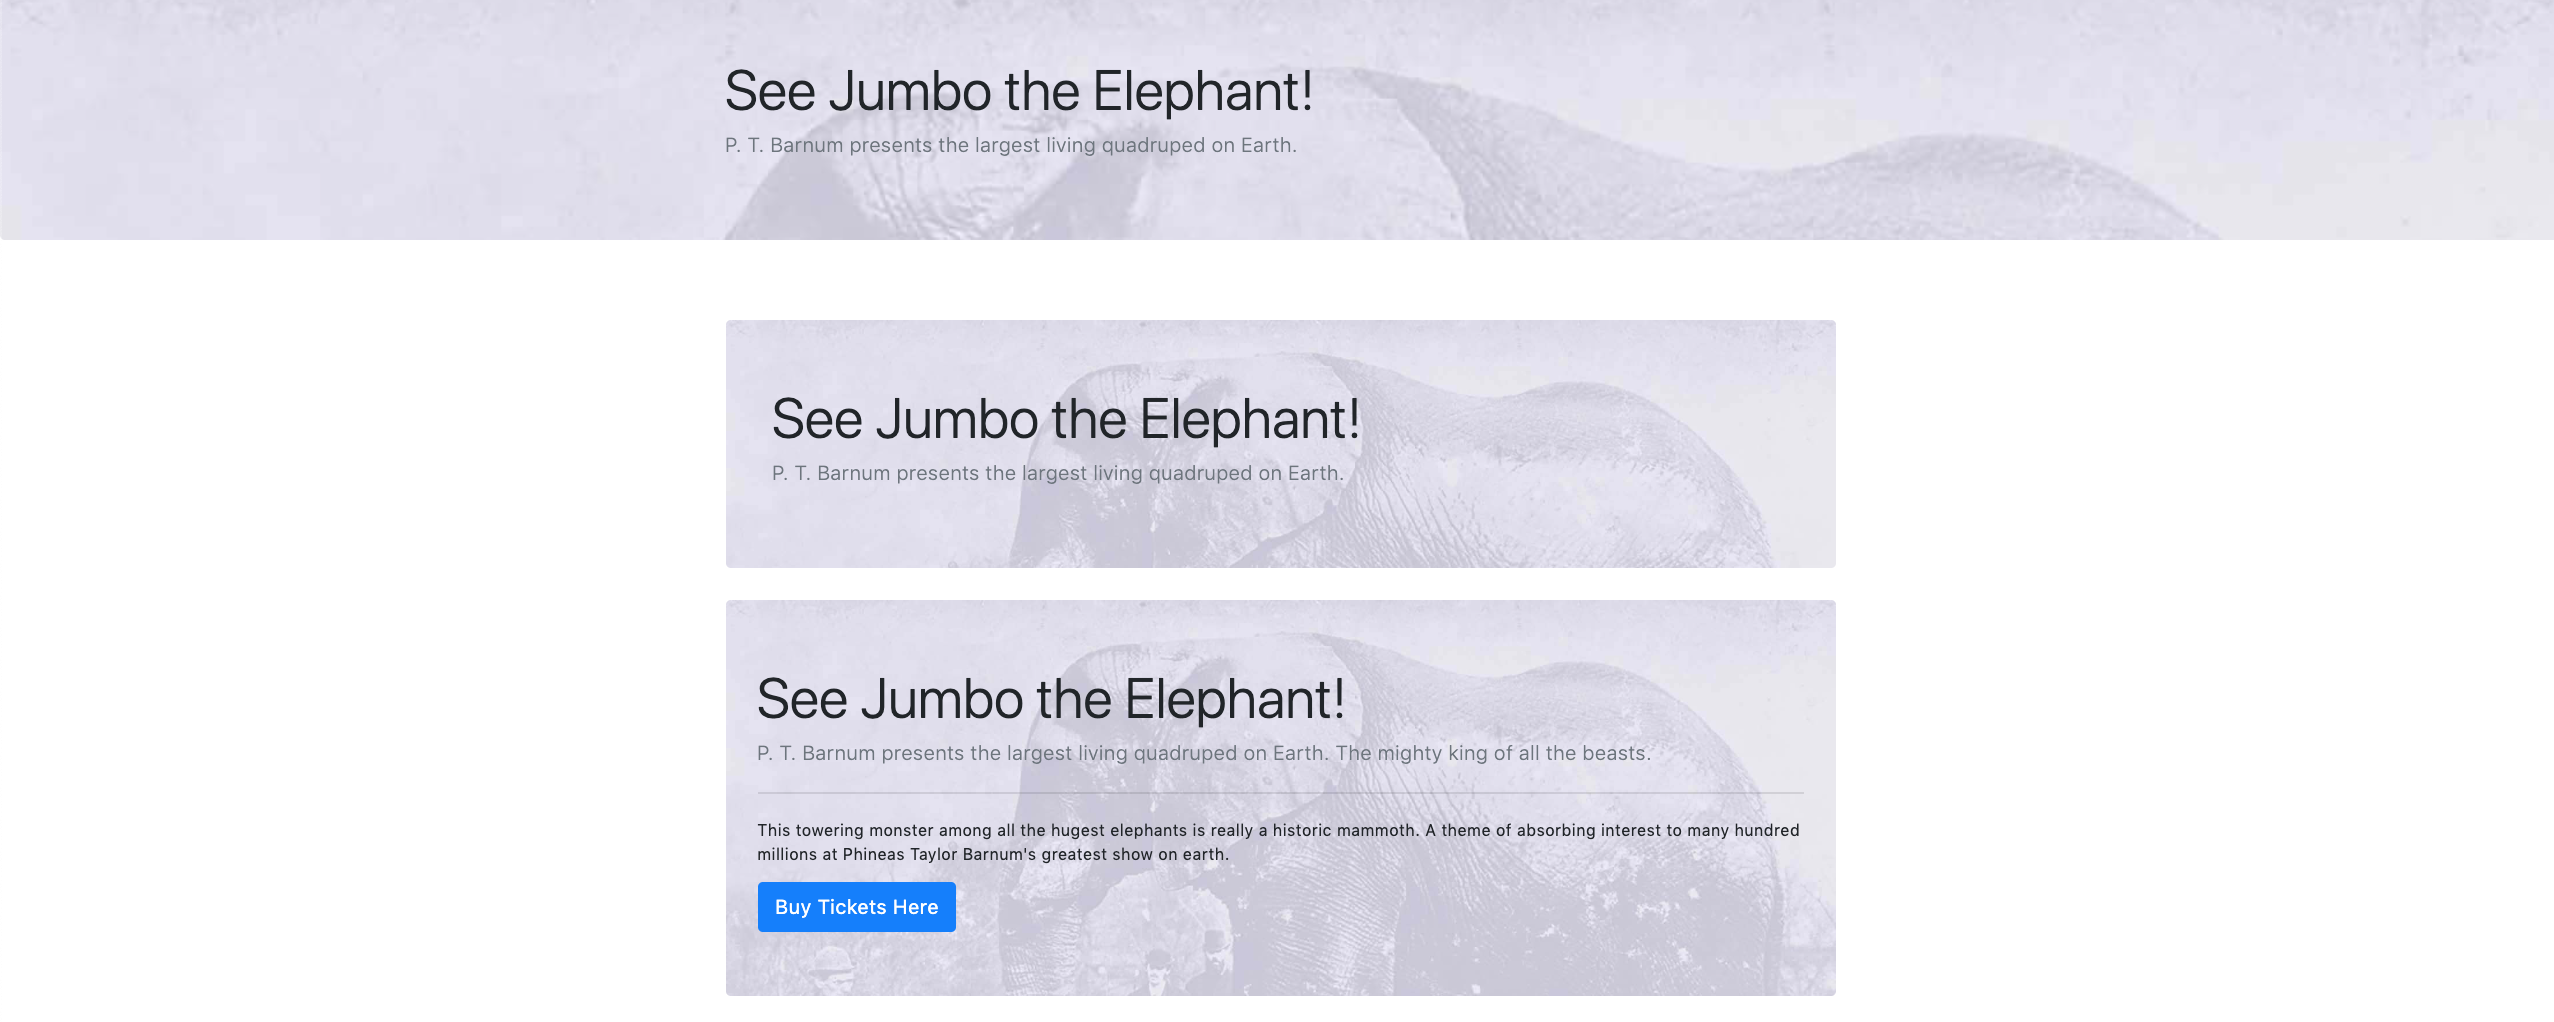 See Jumbo the Elephant!
P. T. Barnum presents the largest living quadruped on Earth.
See Jumbo the Elephant!
P. T. Barnum presents the largest living quadruped on Earth.
See Jumbo the Elephant!
P. T. Barnum presents the largest living quadruped on Earth. The mighty king of all the beasts.
This towering monster among all the hugest elephants is really a historic mammoth. A theme of absorbing interest to many hundred
millions at Phineas Taylor Barnum's greatest show on earth.
Buy Tickets Here